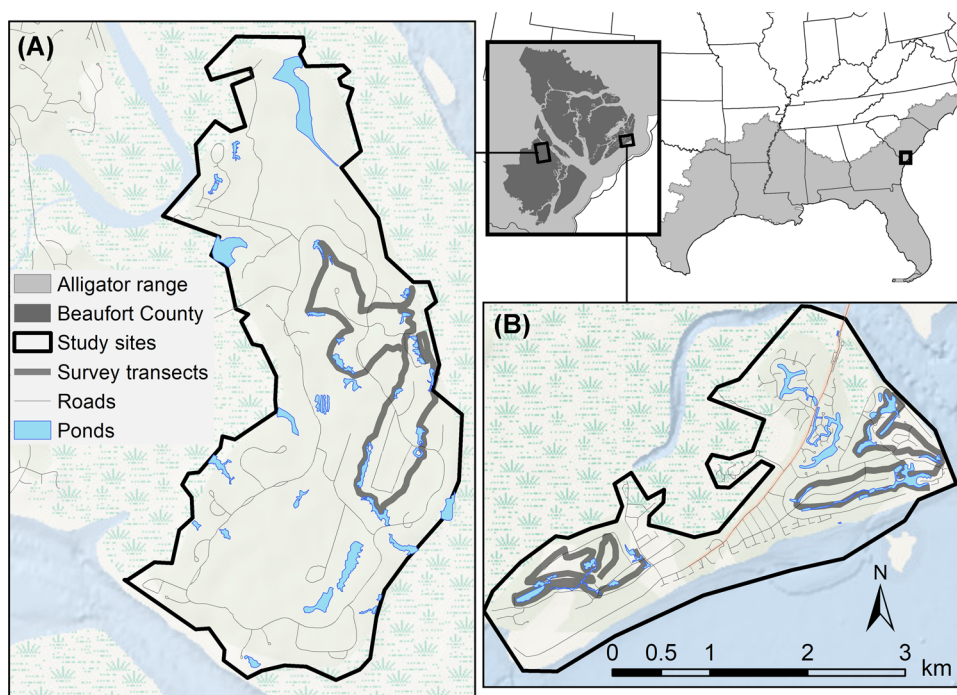 (A)
Alligator range
Beaufort County
Study sites
Survey transects
Roads
Ponds
(B)
N
0 0.5 1 2 3
km